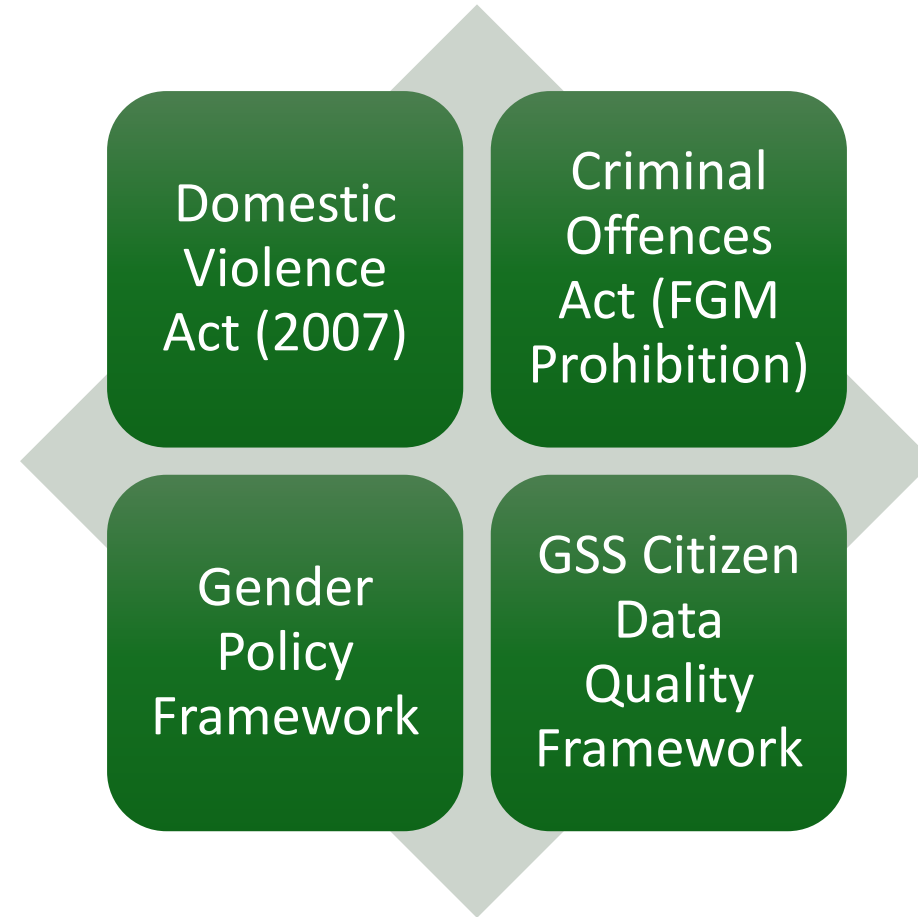 Domestic
Violence
Act (2007)
Criminal
Offences
Act (FGM
Prohibition)
Gender
Policy
Framework
GSS Citizen
Data
Quality
Framework